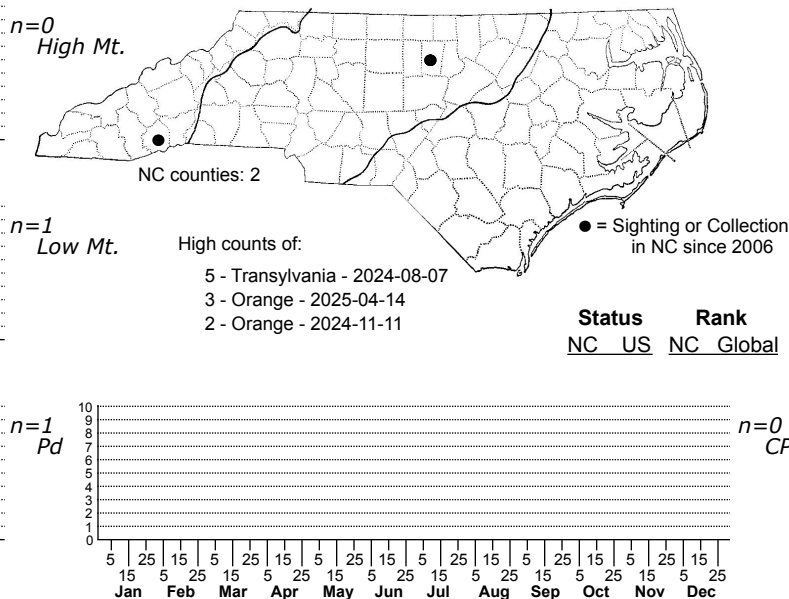 n=0
High Mt.
NC counties: 2
n=1
Low Mt.
● = Sighting or Collection
in NC since 2006
High counts of:
5 - Transylvania - 2024-08-07
3 - Orange - 2025-04-14
2 - Orange - 2024-11-11
Status Rank
NC US NC Global
n=1
Pd
n=0
CP
10
9
8
7
6
5
4
3
2
1
0
5 25 15 5 25 15 5 25 15 5 25 15 5 25 15 5 25 15
15 5 25 15 5 25 15 5 25 15 5 25 15 5 25 15 5 25
Jan Feb Mar Apr May Jun Jul Aug Sep Oct Nov Dec